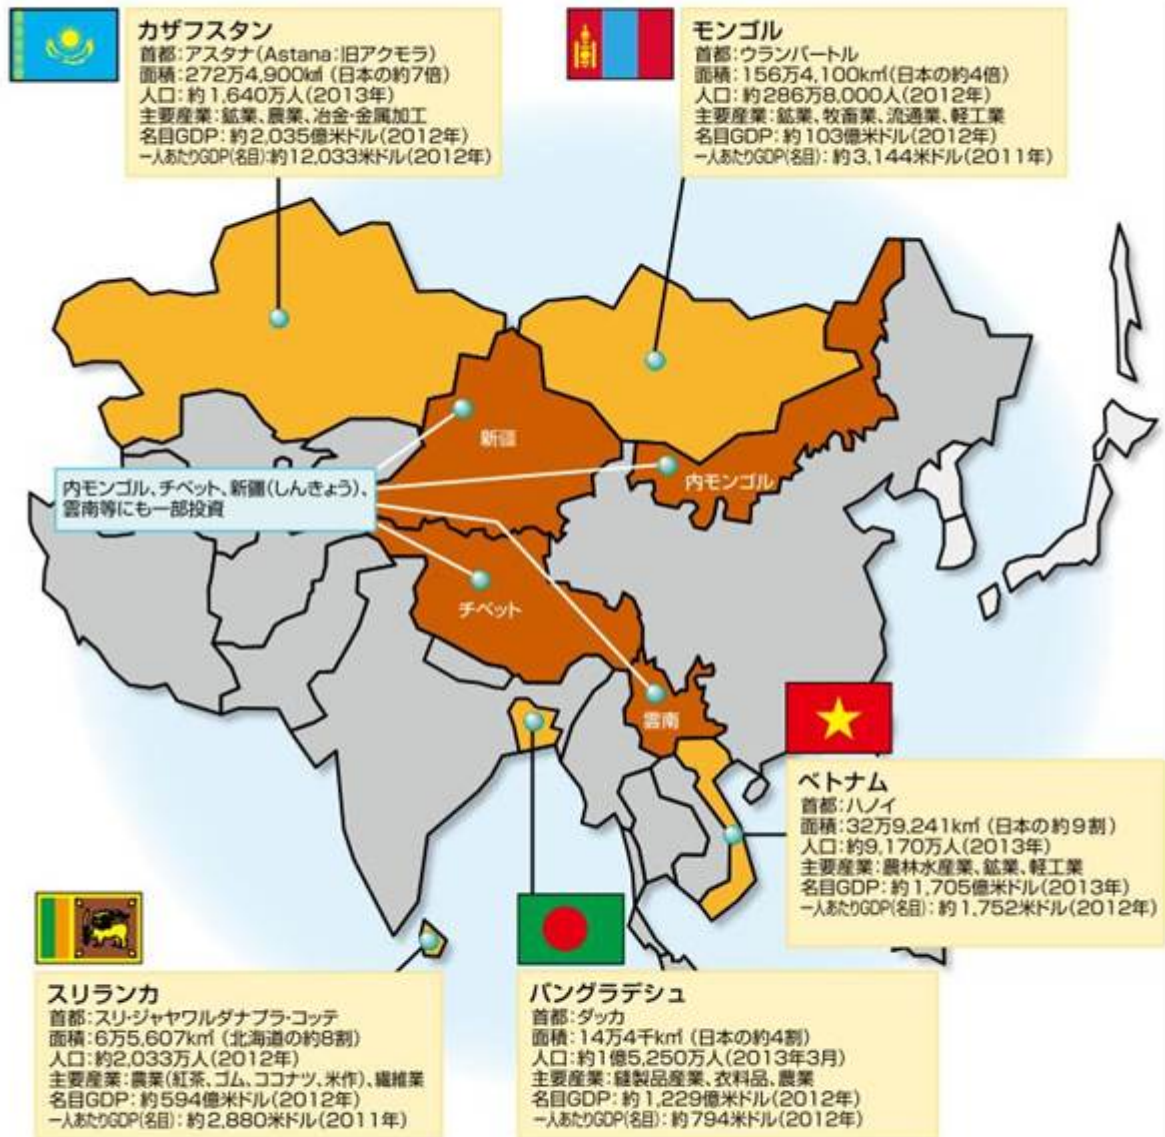 カザフスタン
首都：アスタナ（Astana：旧アクモラ）
面積：272万4,900k㎡（日本の約7倍）
人口：約1,640万人（2013年）
主要産業：鉱業、農業、冶金・金属加工
名目GDP：約2,035億米ドル（2012年）
一人あたりGDP（名目）：約12,033米ドル（2012年）
モンゴル
首都：ウランバートル
面積：156万4,100k㎡（日本の約4倍）
人口：約286万8,000人（2012年）
主要産業：鉱業、牧畜業、流通業、軽工業
名目GDP：約103億米ドル（2012年）
一人あたりGDP（名目）：約3,144米ドル（2011年）
新疆
内モンゴル
内モンゴル、チベット、新疆（しんきょう）、
雲南等にも一部投資
チベット
雲南
ベトナム
首都：ハノイ
面積：32万9,241k㎡（日本の約9割）
人口：約9,170万人（2013年）
主要産業：農林水産業、鉱業、軽工業
名目GDP：約1,705億米ドル（2013年）
一人あたりGDP（名目）：約1,752米ドル（2012年）
スリランカ
首都：スリ・ジャヤワルダナプラ・コッテ
面積：6万5,607k㎡（北海道の約8割）
人口：約2,033万人（2012年）
主要産業：農業（紅茶、ゴム、ココナツ、米作）、繊維業
名目GDP：約594億米ドル（2012年）
一人あたりGDP（名目）：約2,880米ドル（2011年）
バングラデシュ
首都：ダッカ
面積：14万4千k㎡（日本の約4割）
人口：約1億5,250万人（2013年3月）
主要産業：縫製品産業、衣料品、農業
名目GDP：約1,229億米ドル（2012年）
一人あたりGDP（名目）：約794米ドル（2012年）